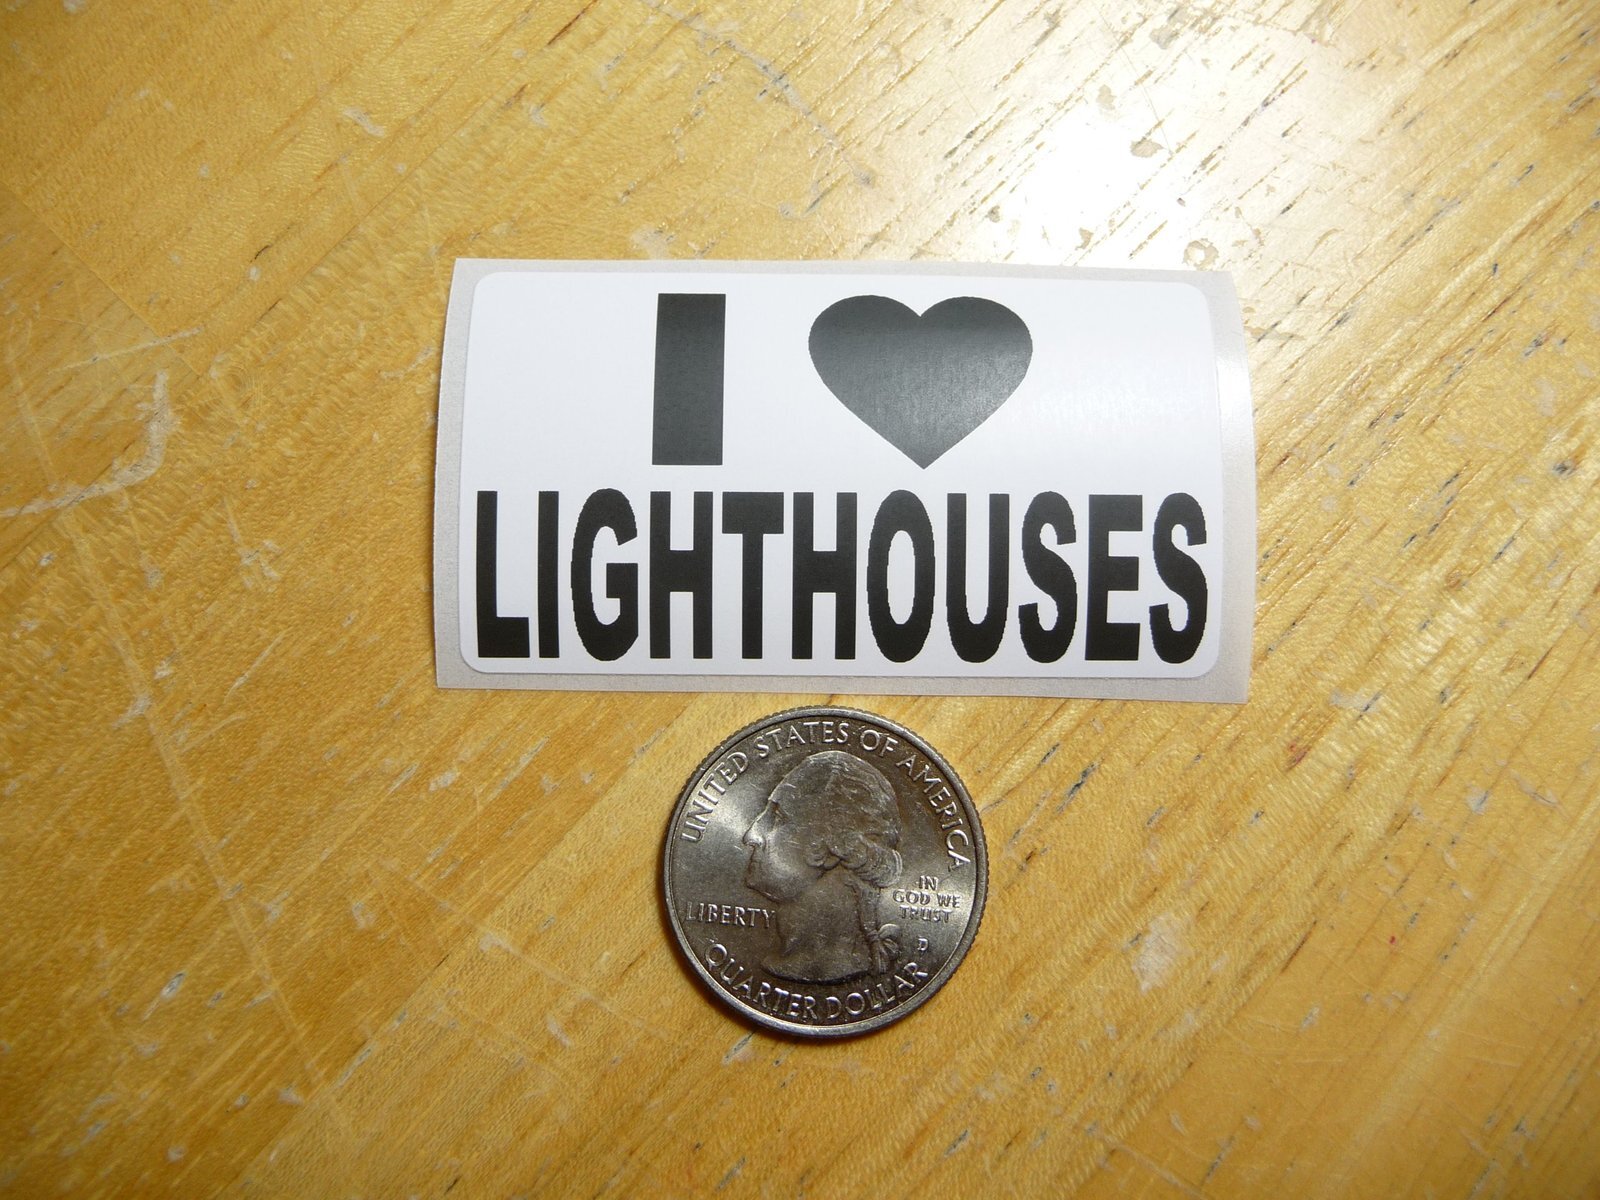 I ♥
LIGHTHOUSES
UNITED STATES OF AMERICA
LIBERTY
IN
GOD WE
TRUST
D
QUARTER DOLLAR